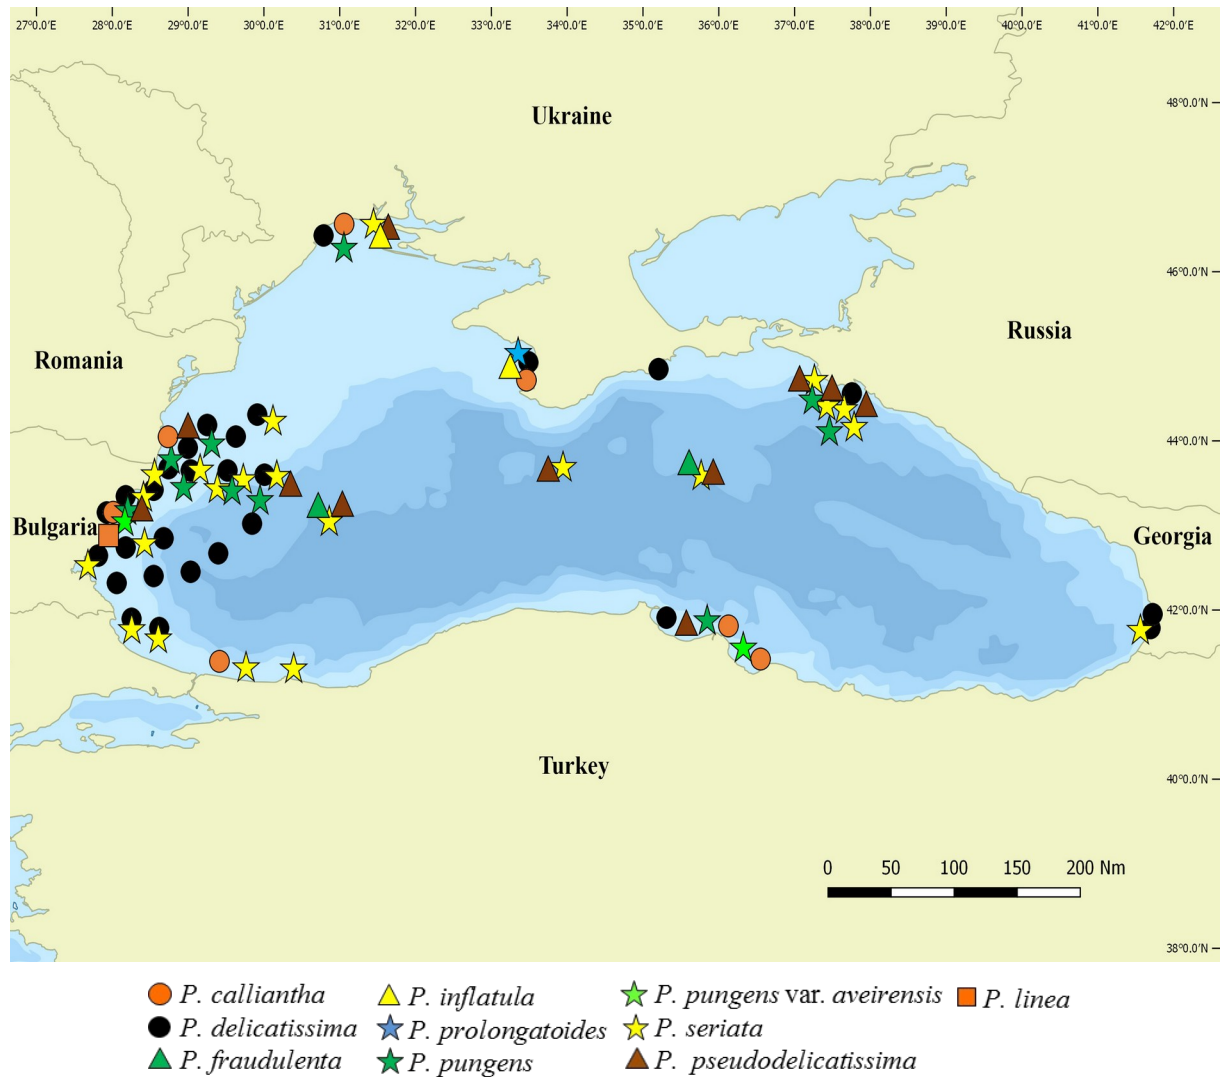 27°0.0'E 28°0.0'E 29°0.0'E 30°0.0'E 31°0.0'E 32°0.0'E 33°0.0'E 34°0.0'E 35°0.0'E 36°0.0'E 37°0.0'E 38°0.0'E 39°0.0'E 40°0.0'E 41°0.0'E 42°0.0'E
48°0.0'N
Ukraine
46°0.0'N
Russia
Romania
44°0.0'N
Bulgaria
Georgia
42°0.0'N
Turkey
40°0.0'N
0 50 100 150 200 Nm
38°0.0'N
P. calliantha P. inflatula P. pungens var. aveirensis P. linea
P. delicatissima P. prolongatoides P. seriata
P. fraudulenta P. pungens P. pseudodelicatissima